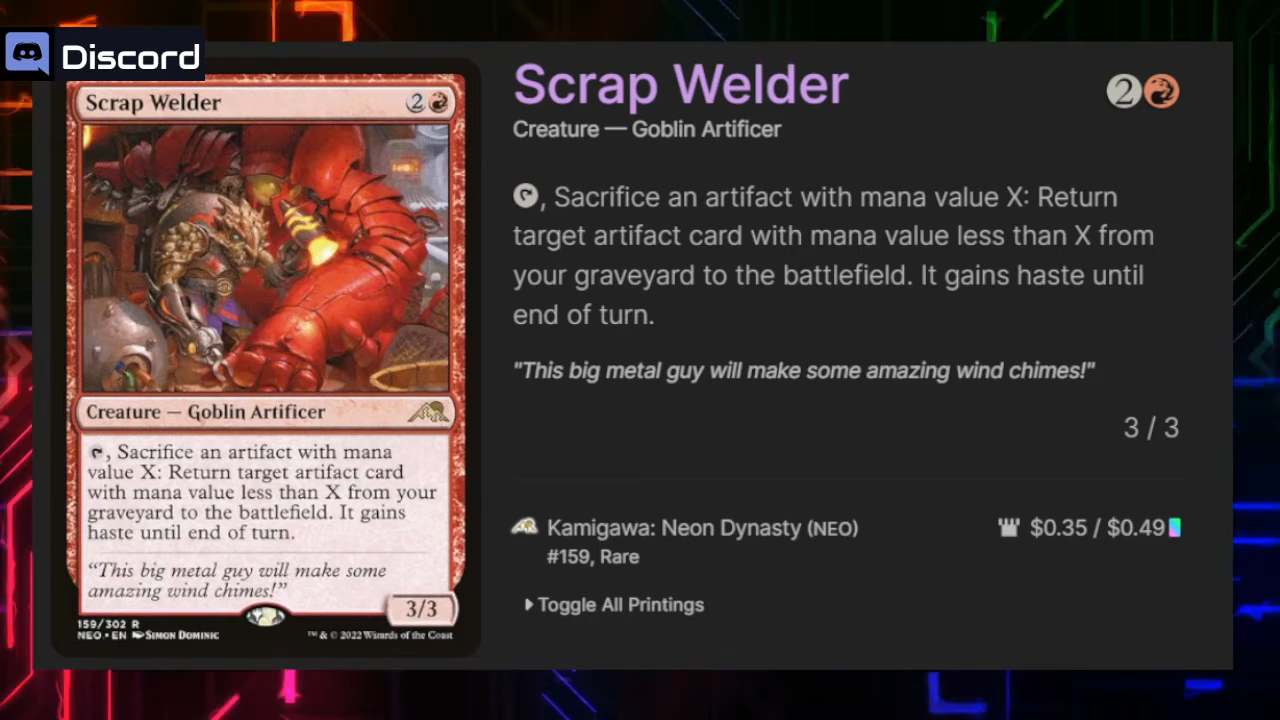 Discord
Scrap Welder 2
Creature — Goblin Artificer
, Sacrifice an artifact with mana
value X: Return target artifact card
with mana value less than X from your
graveyard to the battlefield. It gains
haste until end of turn.
“This big metal guy will make some
amazing wind chimes!”
3/3
159/302 R
NEO • EN Simon Dominic
™ & © 2022 Wizards of the Coast
Scrap Welder 2
Creature — Goblin Artificer
, Sacrifice an artifact with mana value X: Return
target artifact card with mana value less than X from
your graveyard to the battlefield. It gains haste until
end of turn.
"This big metal guy will make some amazing wind chimes!"
3 / 3
Kamigawa: Neon Dynasty (NEO) $0.35 / $0.49
#159, Rare
Toggle All Printings